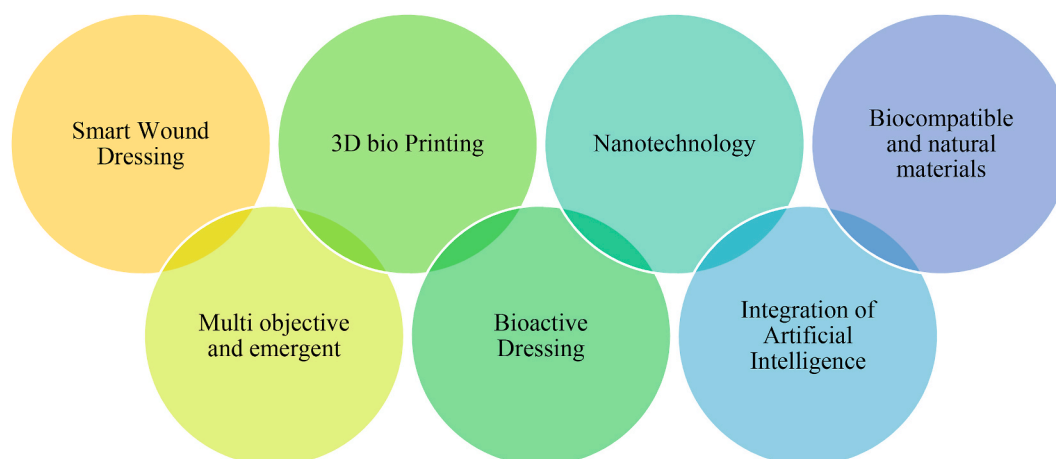 Smart Wound
Dressing
3D bio Printing
Nanotechnology
Biocompatible
and natural
materials
Multi objective
and emergent
Bioactive
Dressing
Integration of
Artificial
Intelligence